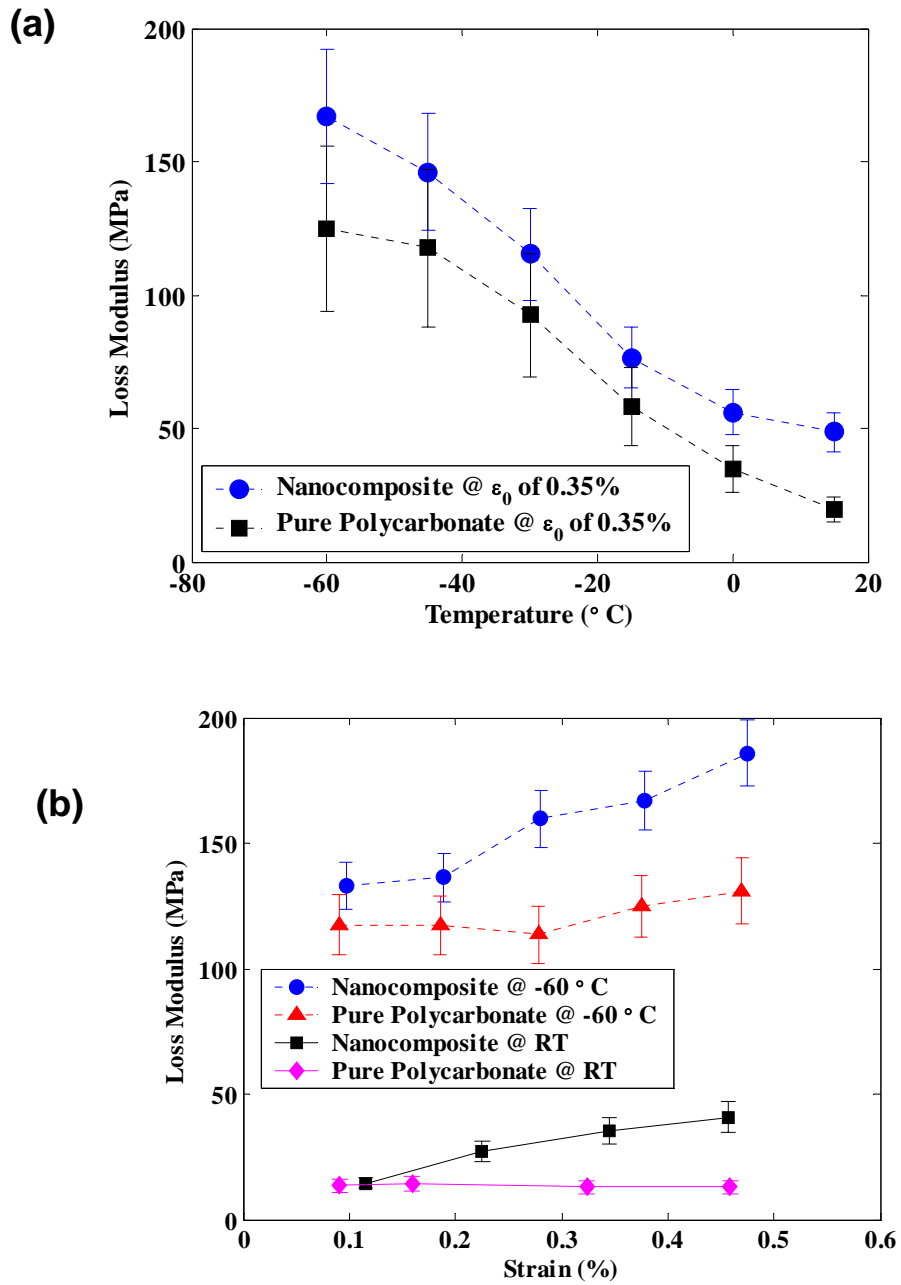 (a)
200
150
100
50
0
Loss Modulus (MPa)
Nanocomposite @ ε0 of 0.35%
Pure Polycarbonate @ ε0 of 0.35%
-80 -60 -40 -20 0 20
Temperature (° C)
(b)
200
150
100
50
0
Loss Modulus (MPa)
Nanocomposite @ -60 ° C
Pure Polycarbonate @ -60 ° C
Nanocomposite @ RT
Pure Polycarbonate @ RT
0 0.1 0.2 0.3 0.4 0.5 0.6
Strain (%)